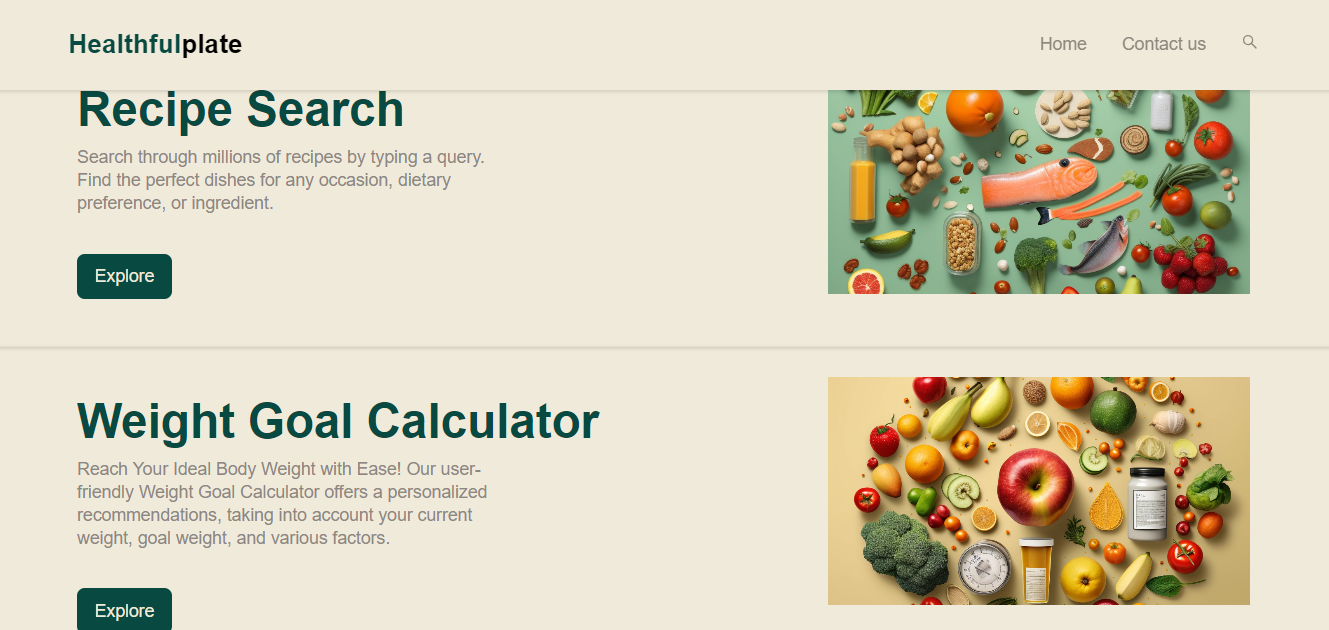 Healthfulplate
Home
Contact us
Recipe Search
Search through millions of recipes by typing a query.
Find the perfect dishes for any occasion, dietary
preference, or ingredient.
Explore
Weight Goal Calculator
Reach Your Ideal Body Weight with Ease! Our user-
friendly Weight Goal Calculator offers a personalized
recommendations, taking into account your current
weight, goal weight, and various factors.
Explore